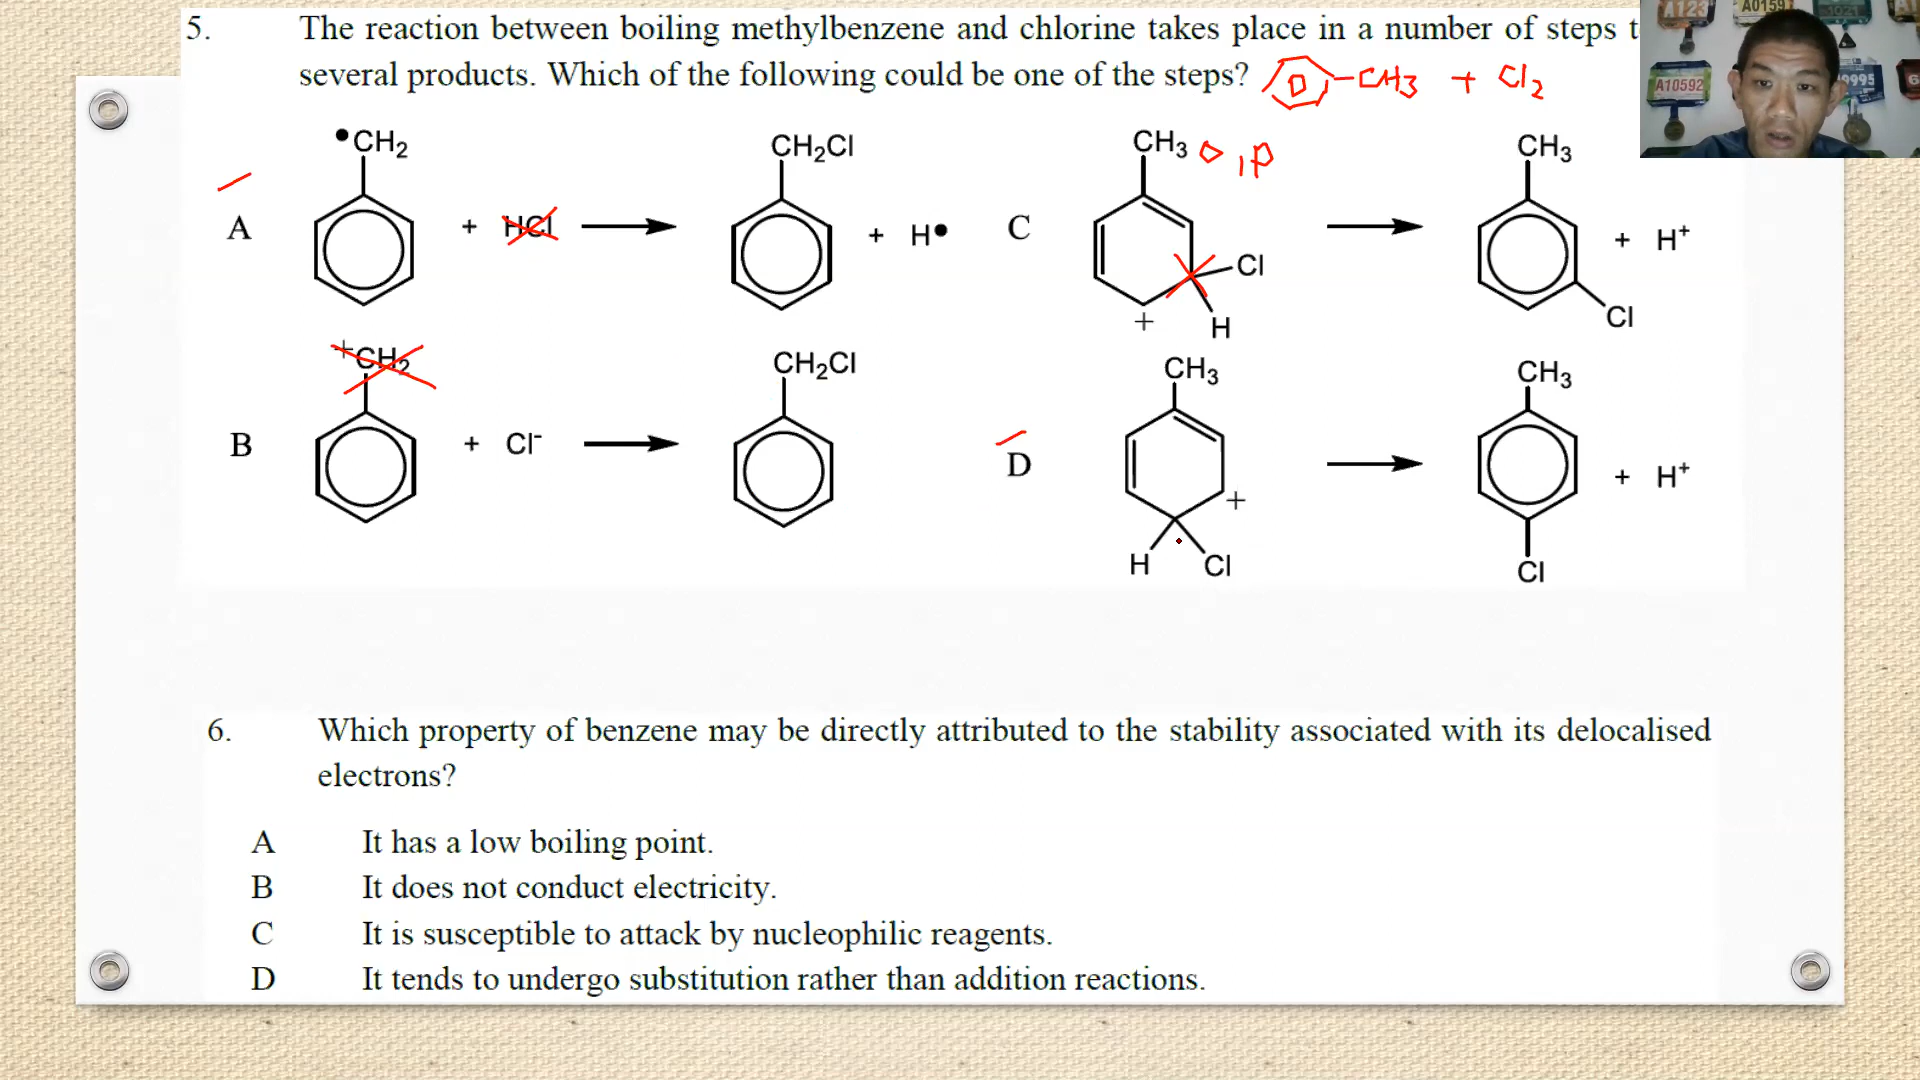 5. The reaction between boiling methylbenzene and chlorine takes place in a number of steps
several products. Which of the following could be one of the steps? CH3 + Cl2
A •CH2 + HCl CH2Cl + H•
C CH3 o,p Cl H + CH3 Cl + H+
B +CH2 + Cl- CH2Cl
D CH3 + H Cl CH3 Cl + H+
6. Which property of benzene may be directly attributed to the stability associated with its delocalised
electrons?
A It has a low boiling point.
B It does not conduct electricity.
C It is susceptible to attack by nucleophilic reagents.
D It tends to undergo substitution rather than addition reactions.
A123
A0159
A10592
9995